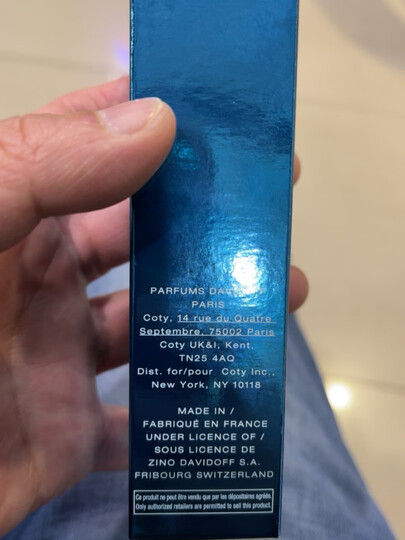 PARFUMS DAVIDOFF
PARIS
Coty, 14 rue du Quatre
Septembre, 75002 Paris
Coty UK&I, Kent,
TN25 4AQ
Dist. for/pour Coty Inc.,
New York, NY 10118
MADE IN /
FABRIQUÉ EN FRANCE
UNDER LICENCE OF /
SOUS LICENCE DE
ZINO DAVIDOFF S.A.
FRIBOURG SWITZERLAND
Ce produit ne peut être vendu que par les dépositaires agréés.
Only authorized retailers are permitted to sell this product.